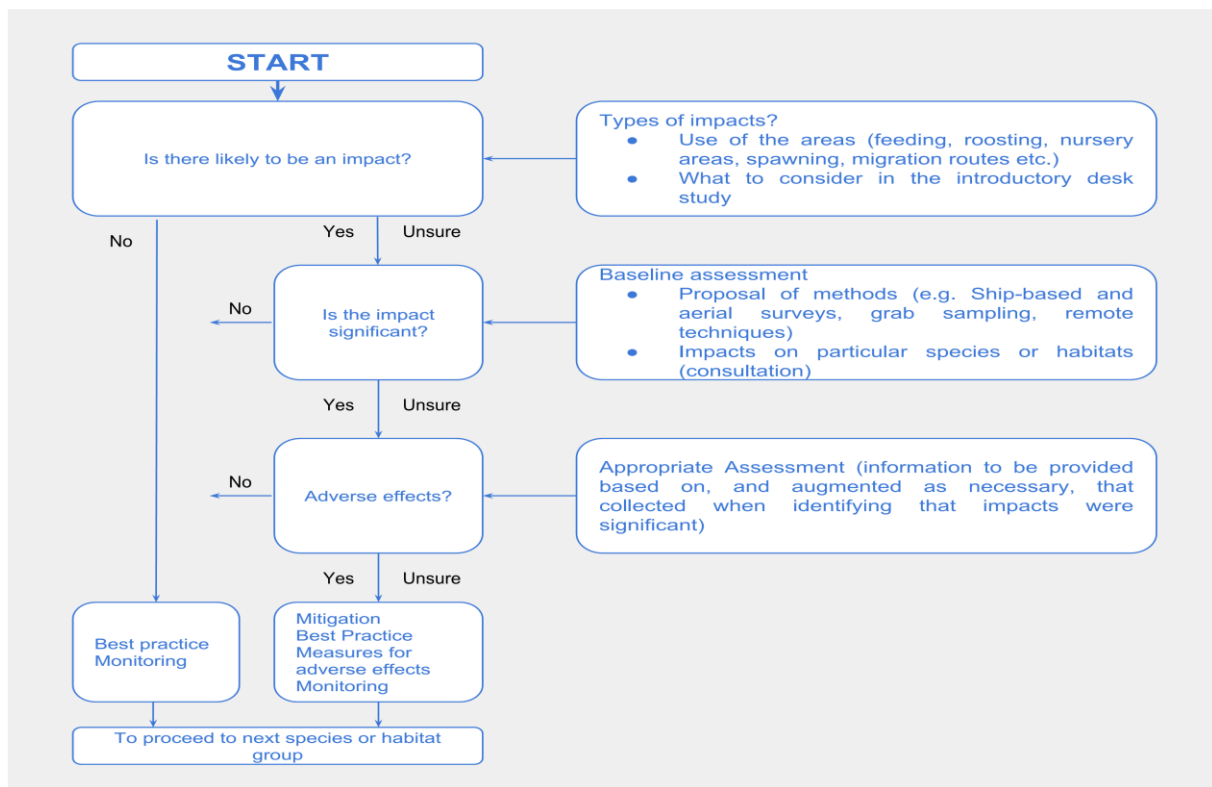 START
Is there likely to be an impact?
Types of impacts?
● Use of the areas (feeding, roosting, nursery
areas, spawning, migration routes etc.)
● What to consider in the introductory desk
study
No
Yes Unsure
Is the impact
significant?
No
Baseline assessment
● Proposal of methods (e.g. Ship-based and
aerial surveys, grab sampling, remote
techniques)
● Impacts on particular species or habitats
(consultation)
Yes Unsure
Adverse effects?
No
Appropriate Assessment (information to be provided
based on, and augmented as necessary, that
collected when identifying that impacts were
significant)
Yes Unsure
Best practice
Monitoring
Mitigation
Best Practice
Measures for
adverse effects
Monitoring
To proceed to next species or habitat
group